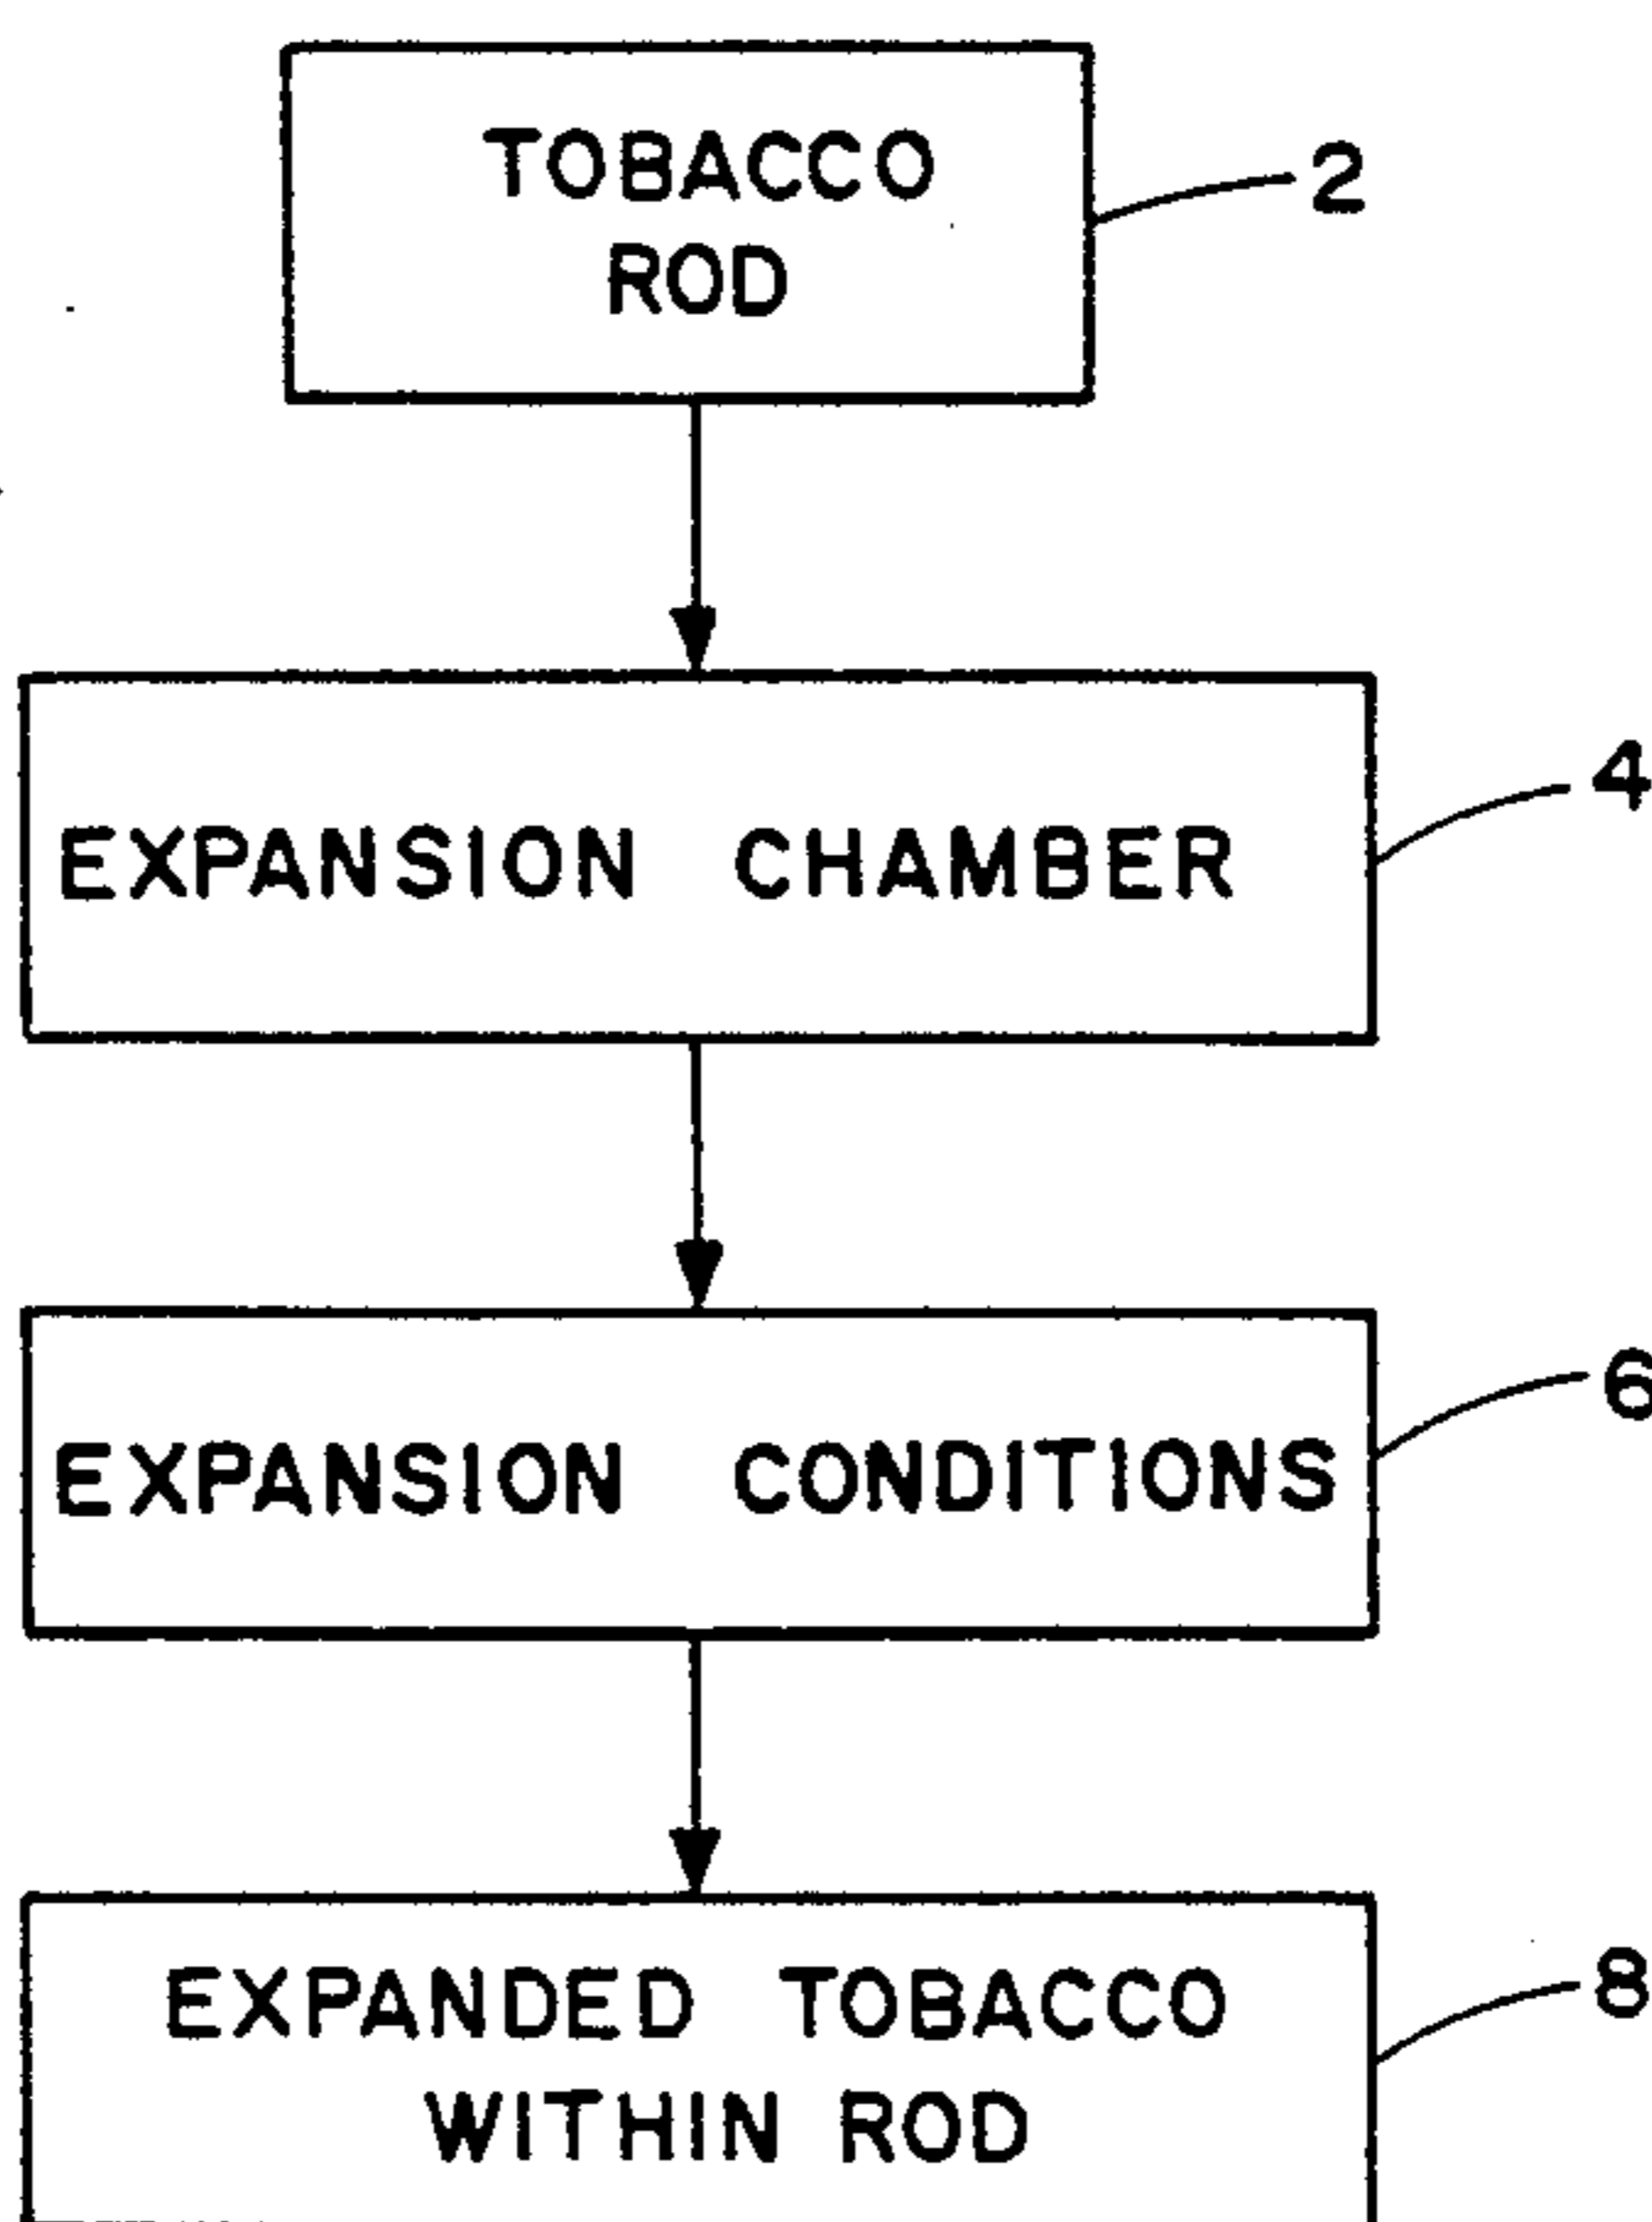 TOBACCO
ROD
2
EXPANSION CHAMBER
4
EXPANSION CONDITIONS
6
EXPANDED TOBACCO
WITHIN ROD
8